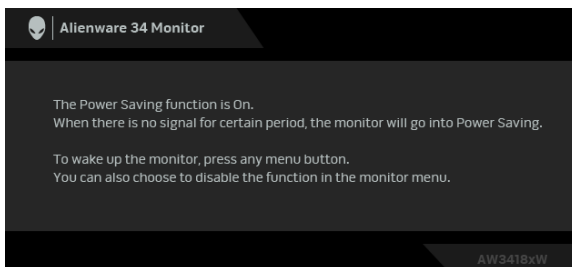 Alienware 34 Monitor
The Power Saving function is On.
When there is no signal for certain period, the monitor will go into Power Saving.
To wake up the monitor, press any menu button.
You can also choose to disable the function in the monitor menu.
AW3418xW